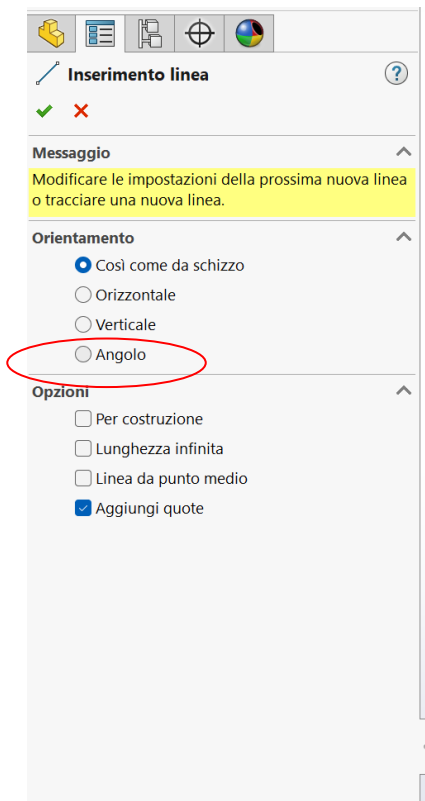 Inserimento linea
?
Messaggio
Modificare le impostazioni della prossima nuova linea
o tracciare una nuova linea.
Orientamento
Così come da schizzo
Orizzontale
Verticale
Angolo
Opzioni
Per costruzione
Lunghezza infinita
Linea da punto medio
Aggiungi quote